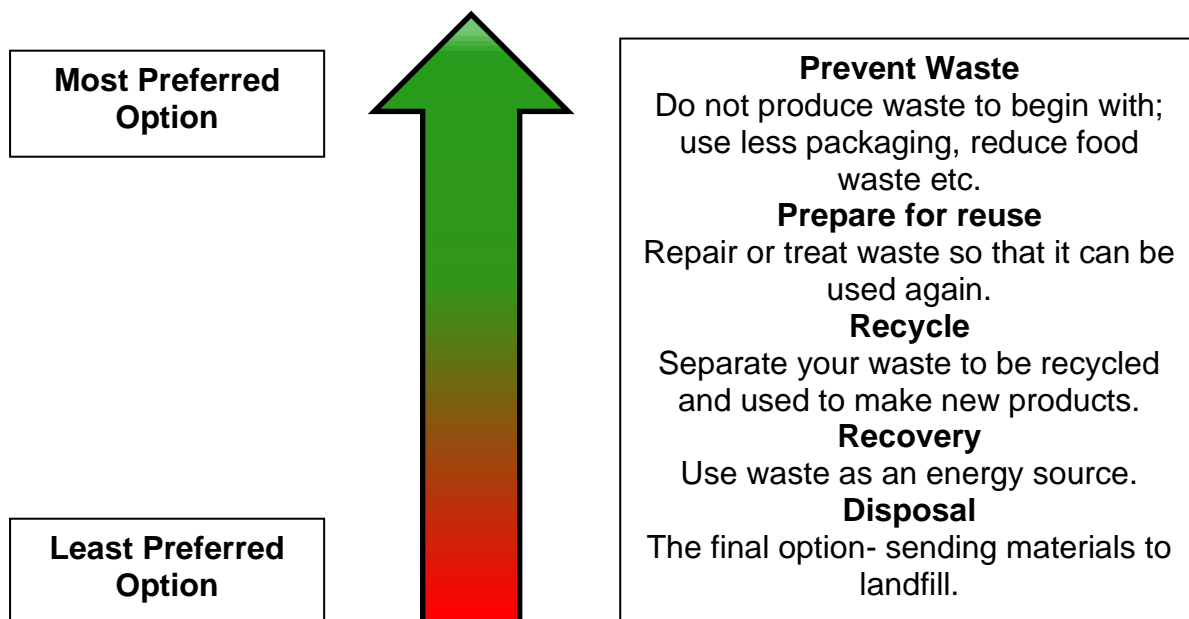 Most Preferred
Option
Prevent Waste
Do not produce waste to begin with;
use less packaging, reduce food
waste etc.
Prepare for reuse
Repair or treat waste so that it can be
used again.
Recycle
Separate your waste to be recycled
and used to make new products.
Recovery
Use waste as an energy source.
Disposal
The final option- sending materials to
landfill.
Least Preferred
Option